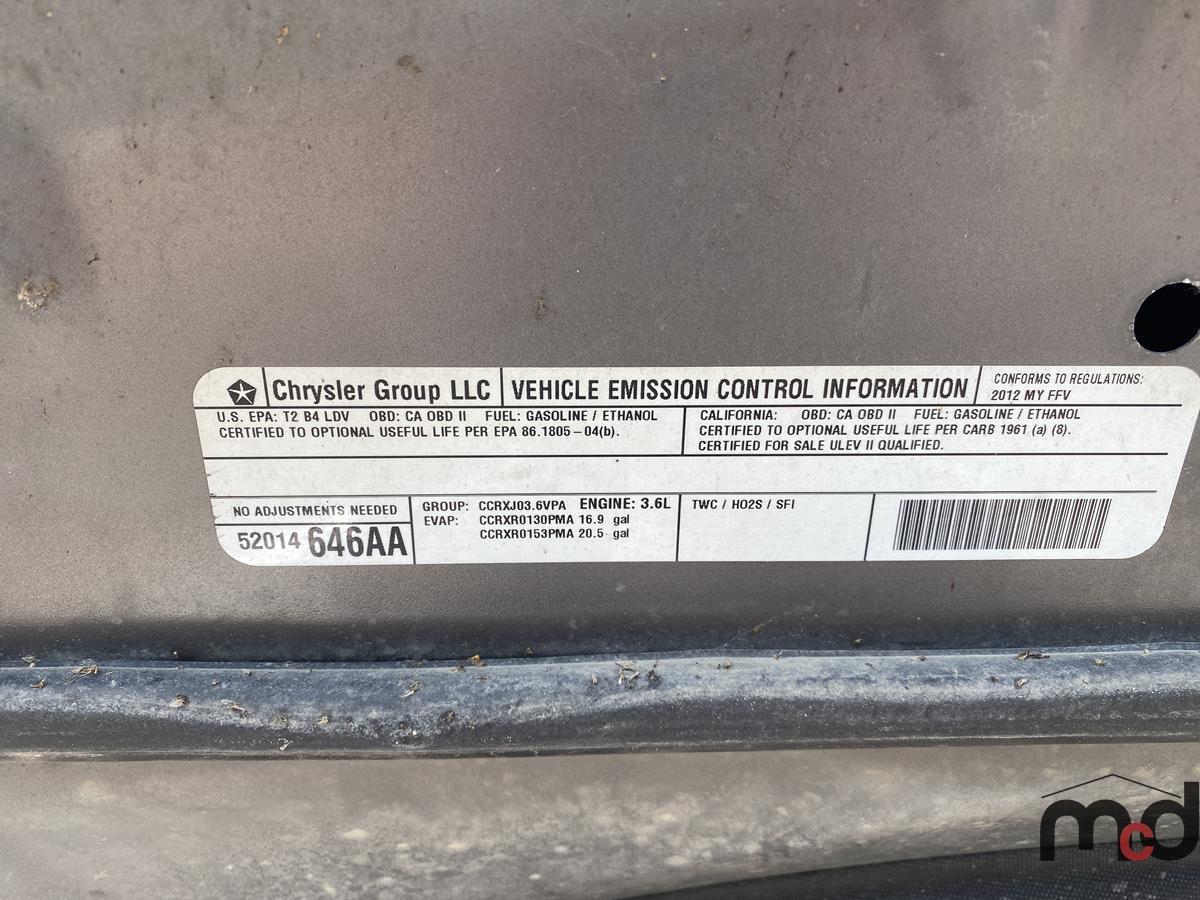 Chrysler Group LLC VEHICLE EMISSION CONTROL INFORMATION
CONFORMS TO REGULATIONS:
2012 MY FFV
U.S. EPA: T2 B4 LDV OBD: CA OBD II FUEL: GASOLINE / ETHANOL
CERTIFIED TO OPTIONAL USEFUL LIFE PER EPA 86.1805-04(b).
CALIFORNIA: OBD: CA OBD II FUEL: GASOLINE / ETHANOL
CERTIFIED TO OPTIONAL USEFUL LIFE PER CARB 1961 (a) (8).
CERTIFIED FOR SALE ULEV II QUALIFIED.
NO ADJUSTMENTS NEEDED
52014 646AA
GROUP: CCRXJ03.6VPA ENGINE: 3.6L
EVAP: CCRXR0130PMA 16.9 gal
CCRXR0153PMA 20.5 gal
TWC / HO2S / SFI
mcd